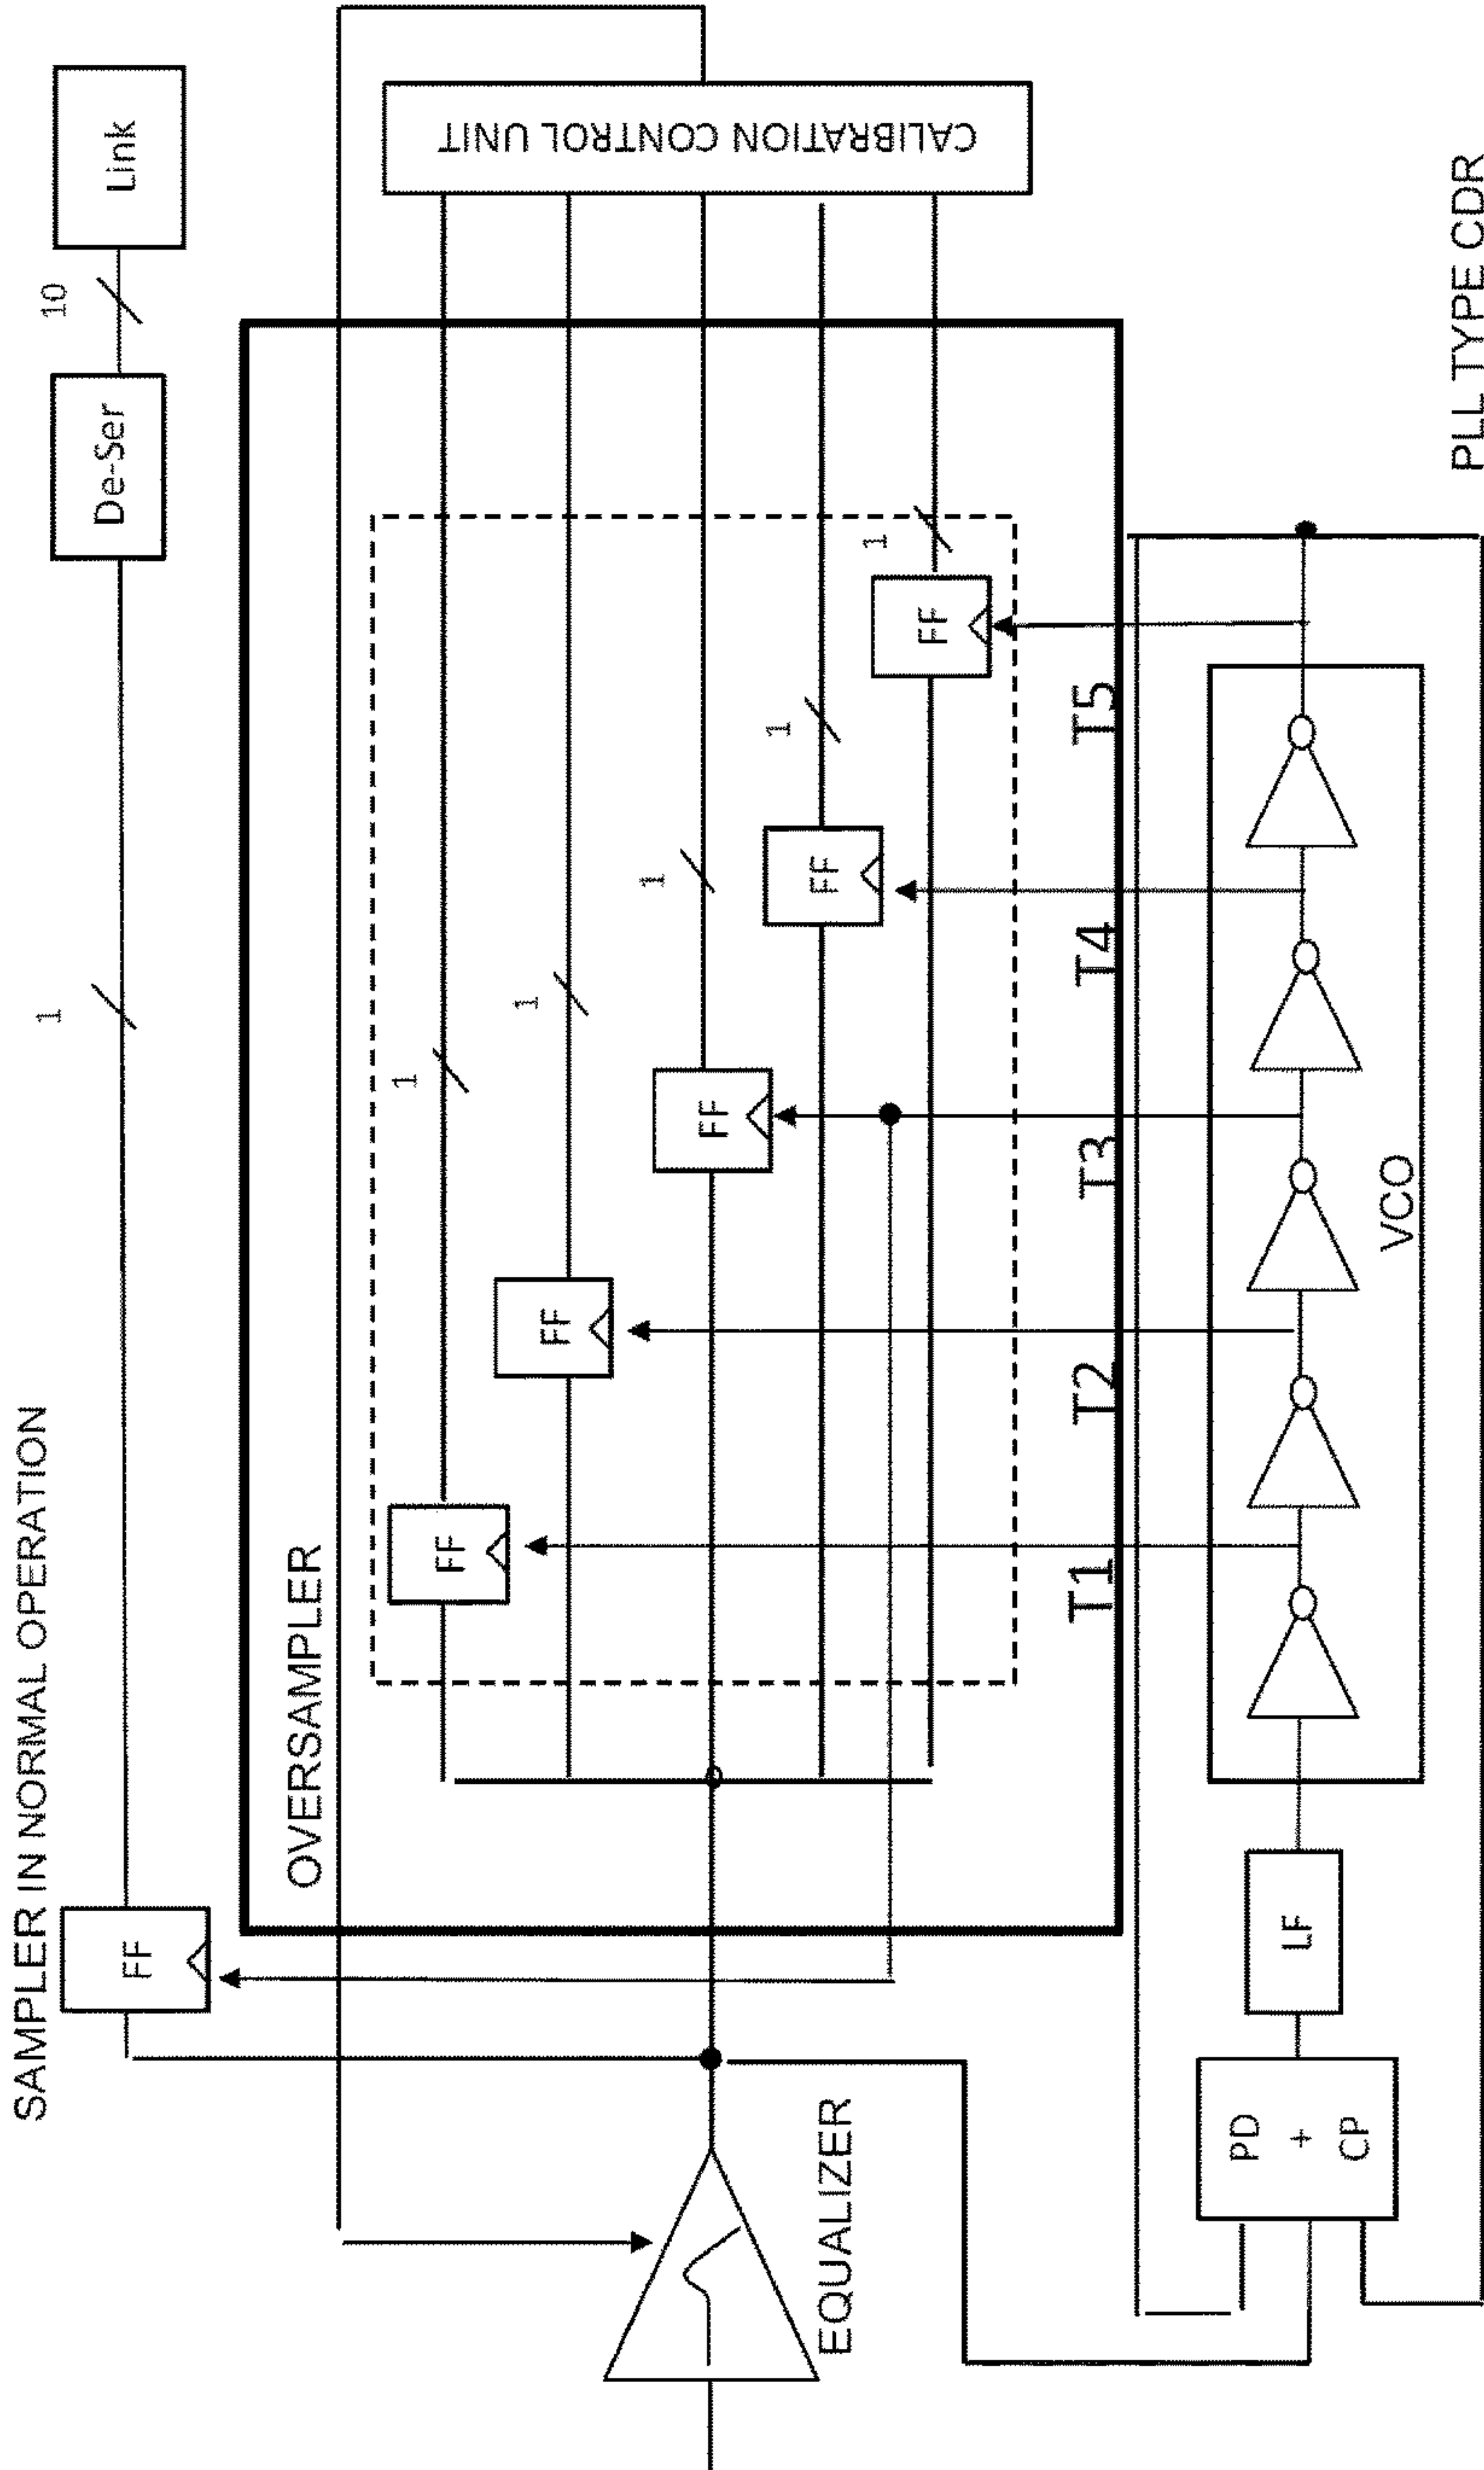 SAMPLER IN NORMAL OPERATION
FF
1
De-Ser
10
Link
OVERSAMPLER
FF
1
FF
1
FF
1
FF
1
FF
1
CALIBRATION CONTROL UNIT
EQUALIZER
T1
T2
T3
T4
T5
PD
+
CP
LF
VCO
PLL TYPE CDR